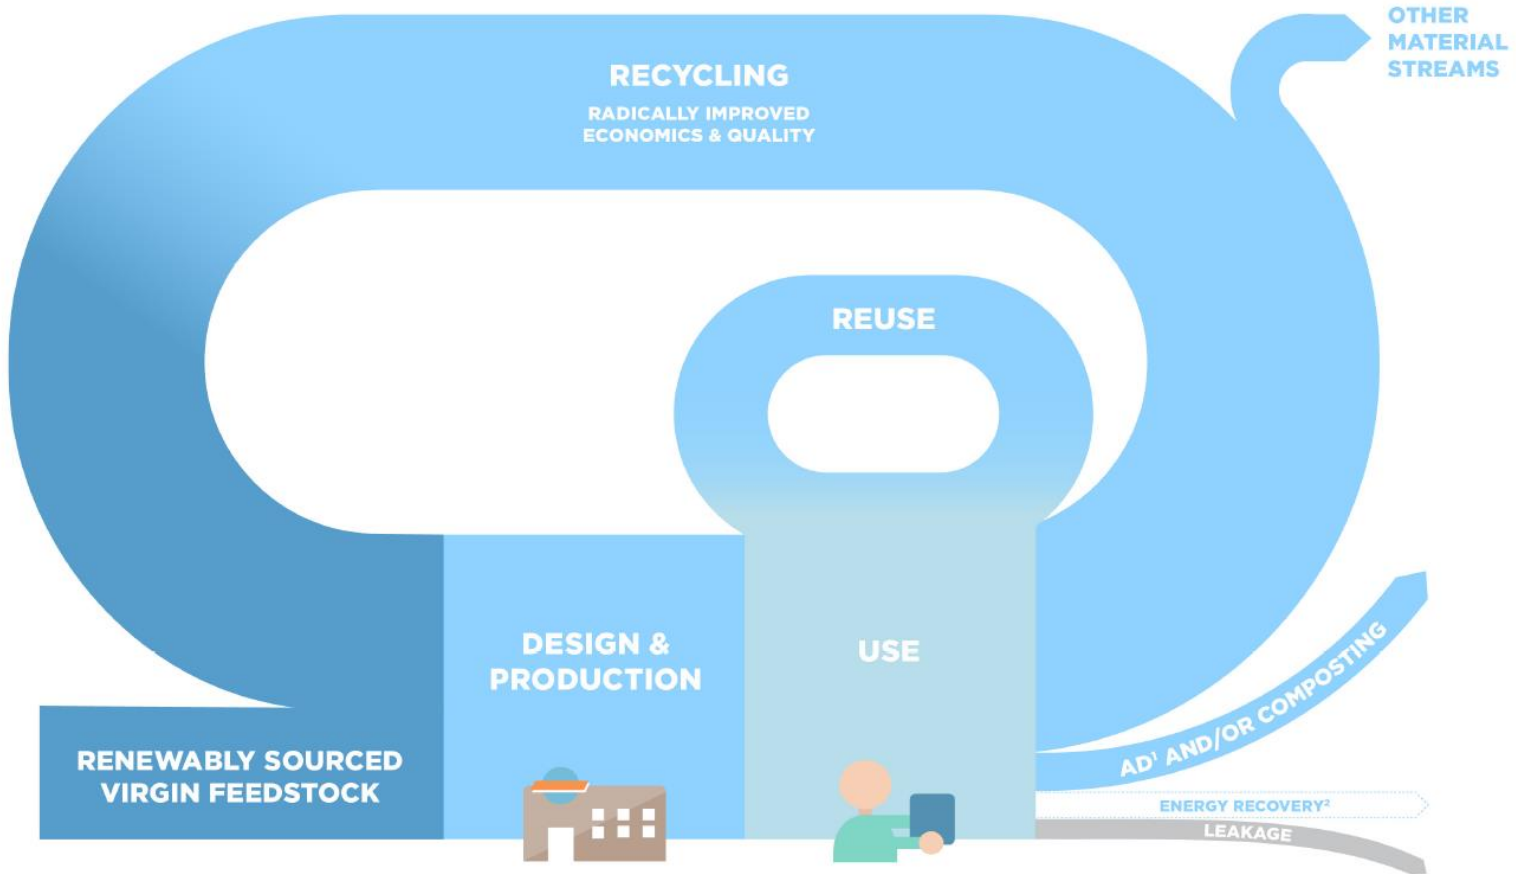 OTHER
MATERIAL
STREAMS
RECYCLING
RADICALLY IMPROVED
ECONOMICS & QUALITY
REUSE
DESIGN &
PRODUCTION
USE
RENEWABLY SOURCED
VIRGIN FEEDSTOCK
AD¹ AND/OR COMPOSTING
ENERGY RECOVERY²
LEAKAGE